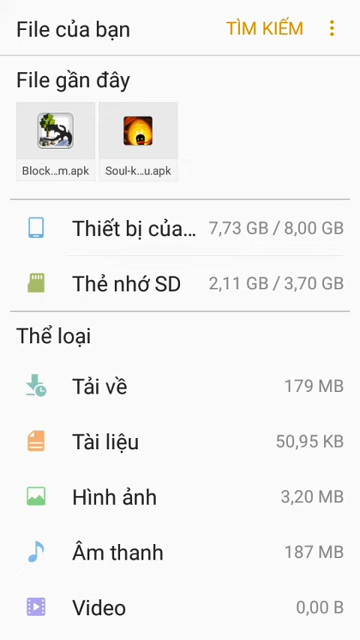 File của bạn TÌM KIẾM
File gần đây
Block...m.apk Soul-k...u.apk
Thiết bị của... 7,73 GB / 8,00 GB
Thẻ nhớ SD 2,11 GB / 3,70 GB
Thể loại
Tải về 179 MB
Tài liệu 50,95 KB
Hình ảnh 3,20 MB
Âm thanh 187 MB
Video 0,00 B